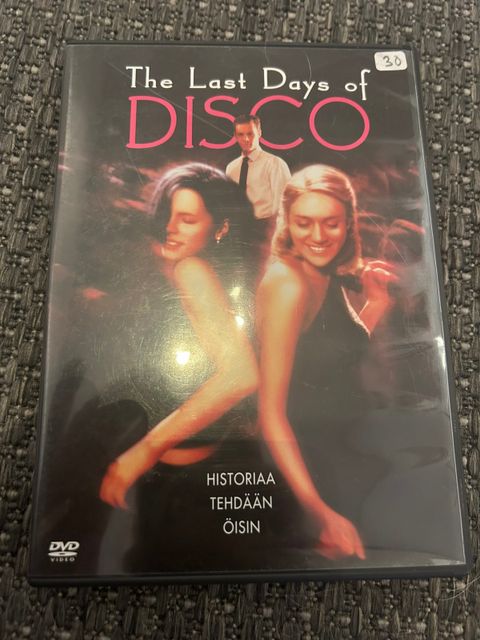 30
The Last Days of
DISCO
HISTORIAA
TEHDÄÄN
ÖISIN
DVD
VIDEO